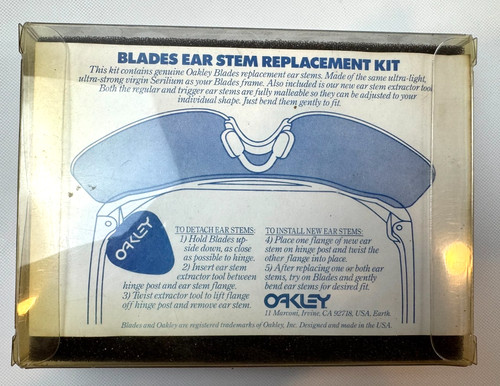 BLADES EAR STEM REPLACEMENT KIT
This kit contains genuine Oakley Blades replacement ear stems. Made of the same ultra-light,
ultra-strong virgin Serilium as your Blades frame. Also included is our new ear stem extractor tool.
Both the regular and trigger ear stems are fully malleable so they can be adjusted to your
individual shape. Just bend them gently to fit.
OAKLEY
TO DETACH EAR STEMS:
1) Hold Blades up-
side down, as close
as possible to hinge.
2) Insert ear stem
extractor tool between
hinge post and ear stem flange.
3) Twist extractor tool to lift flange
off hinge post and remove ear stem.
TO INSTALL NEW EAR STEMS:
4) Place one flange of new ear
stem on hinge post and twist the
other flange into place.
5) After replacing one or both ear
stems, try on Blades and gently
bend ear stems for desired fit.
OAKLEY
11 Marconi, Irvine, CA 92718, USA, Earth
Blades and Oakley are registered trademarks of Oakley, Inc. Designed and made in the USA.